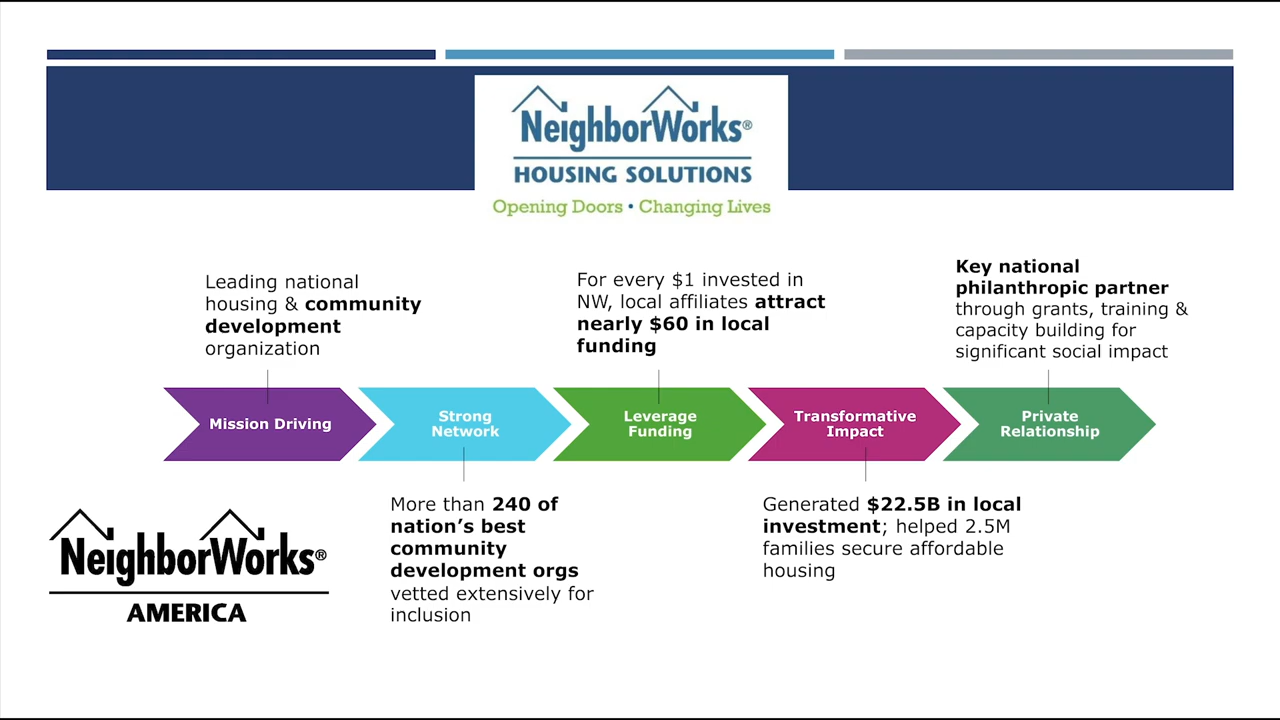 NeighborWorks®
HOUSING SOLUTIONS
Opening Doors • Changing Lives
Leading national
housing & community
development
organization
For every $1 invested in
NW, local affiliates attract
nearly $60 in local
funding
Key national
philanthropic partner
through grants, training &
capacity building for
significant social impact
Mission Driving
Strong
Network
Leverage
Funding
Transformative
Impact
Private
Relationship
More than 240 of
nation’s best
community
development orgs
vetted extensively for
inclusion
Generated $22.5B in local
investment; helped 2.5M
families secure affordable
housing
NeighborWorks®
AMERICA